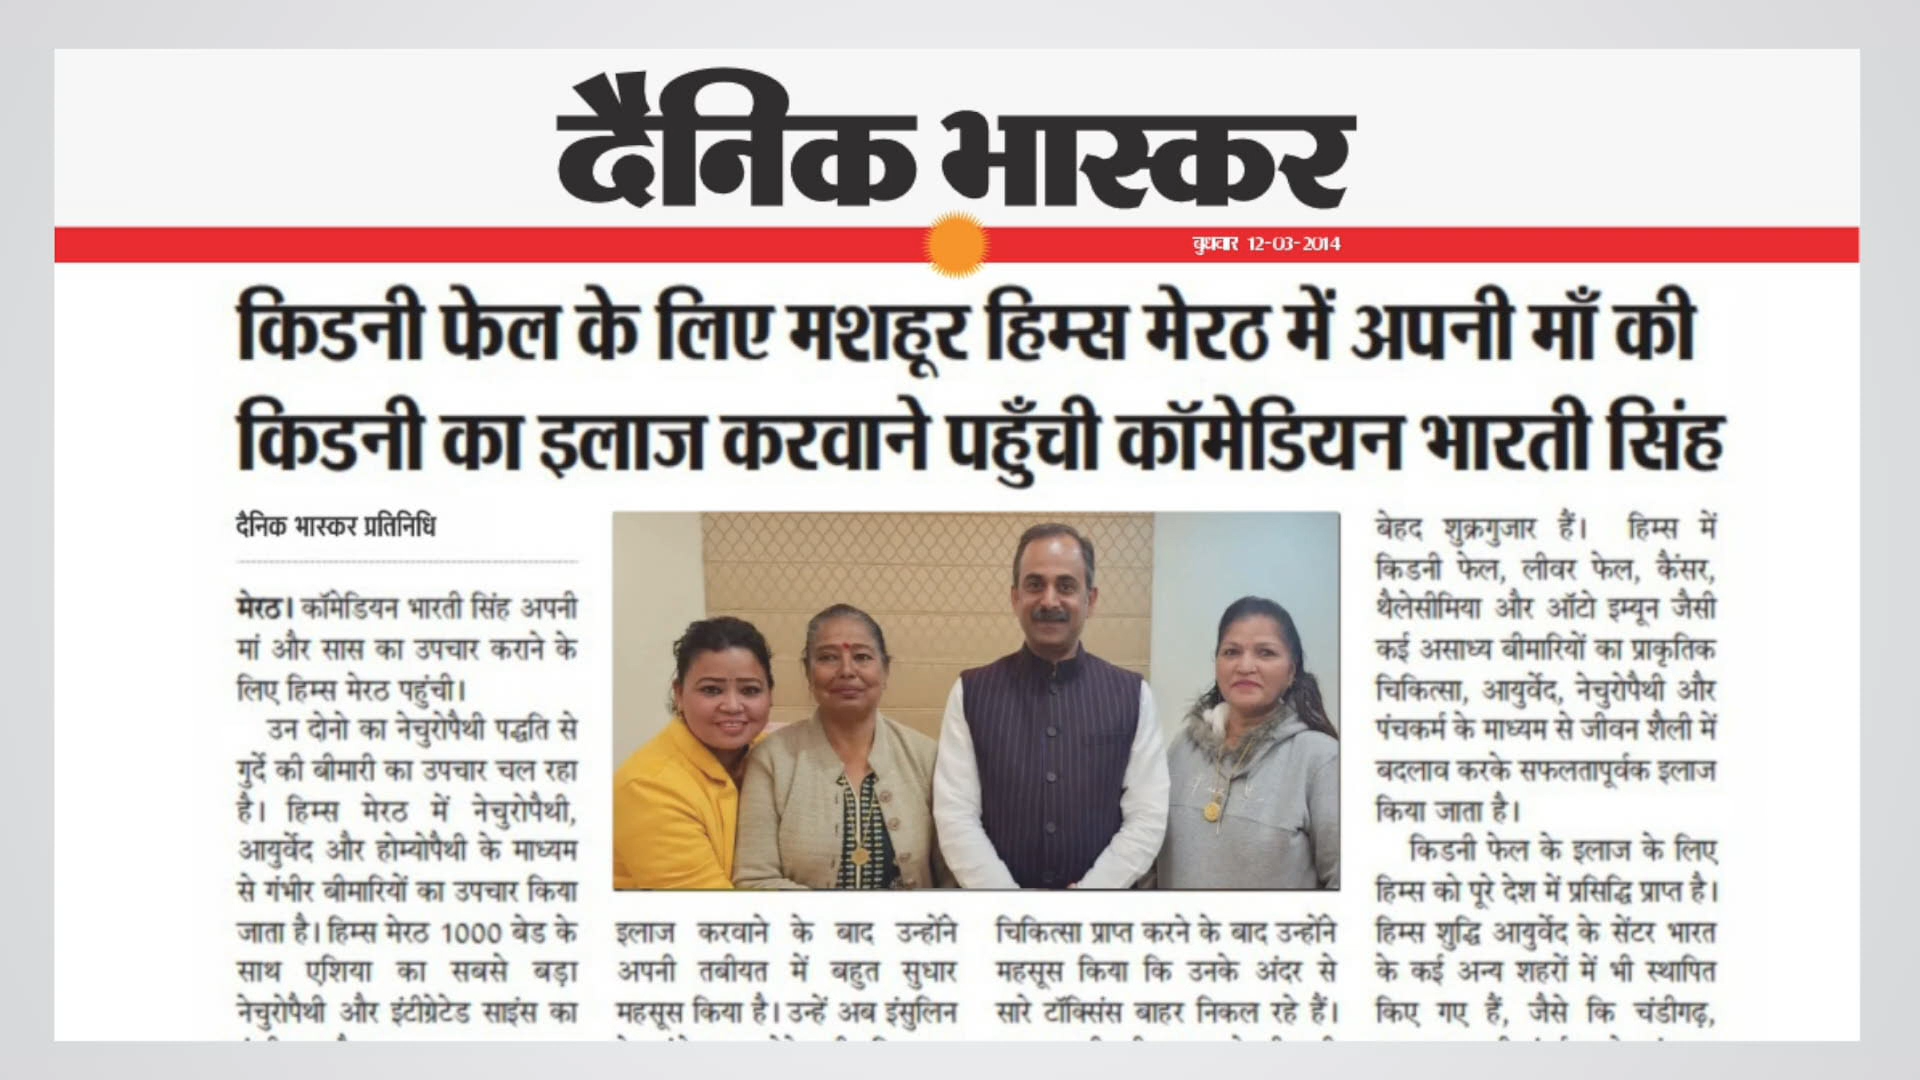 दैनिक भास्कर
बुधवार 12-03-2014
किडनी फेल के लिए मशहूर हिम्स मेरठ में अपनी माँ की
किडनी का इलाज करवाने पहुँची कॉमेडियन भारती सिंह
दैनिक भास्कर प्रतिनिधि
मेरठ। कॉमेडियन भारती सिंह अपनी
मां और सास का उपचार कराने के
लिए हिम्स मेरठ पहुंची।
उन दोनो का नेचुरोपैथी पद्धति से
गुर्दे की बीमारी का उपचार चल रहा
है। हिम्स मेरठ में नेचुरोपैथी,
आयुर्वेद और होम्योपैथी के माध्यम
से गंभीर बीमारियों का उपचार किया
जाता है। हिम्स मेरठ 1000 बेड के
साथ एशिया का सबसे बड़ा
नेचुरोपैथी और इंटीग्रेटेड साइंस का
इलाज करवाने के बाद उन्होंने
अपनी तबीयत में बहुत सुधार
महसूस किया है। उन्हें अब इंसुलिन
चिकित्सा प्राप्त करने के बाद उन्होंने
महसूस किया कि उनके अंदर से
सारे टॉक्सिंस बाहर निकल रहे हैं।
बेहद शुक्रगुजार हैं। हिम्स में
किडनी फेल, लीवर फेल, कैंसर,
थैलेसीमिया और ऑटो इम्यून जैसी
कई असाध्य बीमारियों का प्राकृतिक
चिकित्सा, आयुर्वेद, नेचुरोपैथी और
पंचकर्म के माध्यम से जीवन शैली में
बदलाव करके सफलतापूर्वक इलाज
किया जाता है।
किडनी फेल के इलाज के लिए
हिम्स को पूरे देश में प्रसिद्धि प्राप्त है।
हिम्स शुद्धि आयुर्वेद के सेंटर भारत
के कई अन्य शहरों में भी स्थापित
किए गए हैं, जैसे कि चंडीगढ़,